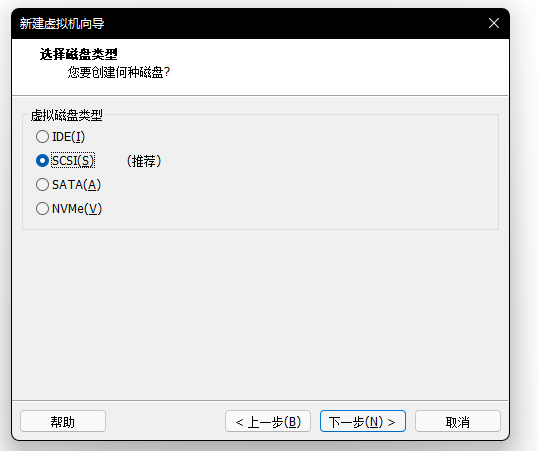 新建虚拟机向导
选择磁盘类型
您要创建何种磁盘?
虚拟磁盘类型
IDE(I)
SCSI(S) （推荐）
SATA(A)
NVMe(V)
帮助 < 上一步(B) 下一步(N) > 取消